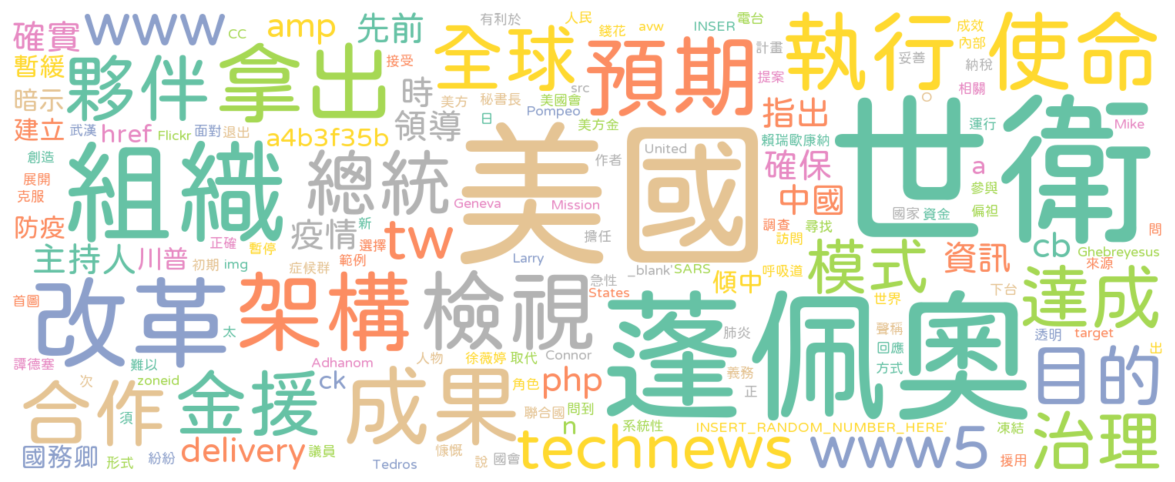 確實
www
cc
amp
先前
有利於
人民
錢花
avw
INSER
電台
成效
計畫
內部
妥善
納稅
暫緩
夥伴
拿出
接受
全球
預期
執行
使命
提案
相關
暗示
時
美方
秘書長
src
美國會
Pompeo
指出
。
建立
武漢
href
Flickr
面對
退出
a4b3f35b
領導
日
美方金
賴瑞歐康納
運行
Mike
創造
組織
總統
美國
United
作者
確保
世衛
a
展開
克服
中國
參與
偏袒
Geneva
Mission
國家
資金
防疫
疫情
新
tw
擔任
調查
訪問
尋找
問
主持人
川普
正確
暫停
選擇
cb
Ghebreyesus
初期
img
症候群
範例
Larry
_blank'
SARS
傾中
呼吸道
模式
資訊
來源
急性
States
世界
下台
達成
首圖
改革
太
架構
檢視
蓬佩奧
聲稱
回應
方式
透明
target
出
肺炎
譚德塞
難以
Adhanom
人物
徐薇婷
取代
Connor
目的
次
zoneid
ck
角色
php
義務
正
合作
須
金援
成果
聯合國
問到
n
系統性
INSERT_RANDOM_NUMBER_HERE'
凍結
治理
國務卿
形式
紛紛
delivery
議員
Tedros
慷慨
說
國會
technews
www5
援用